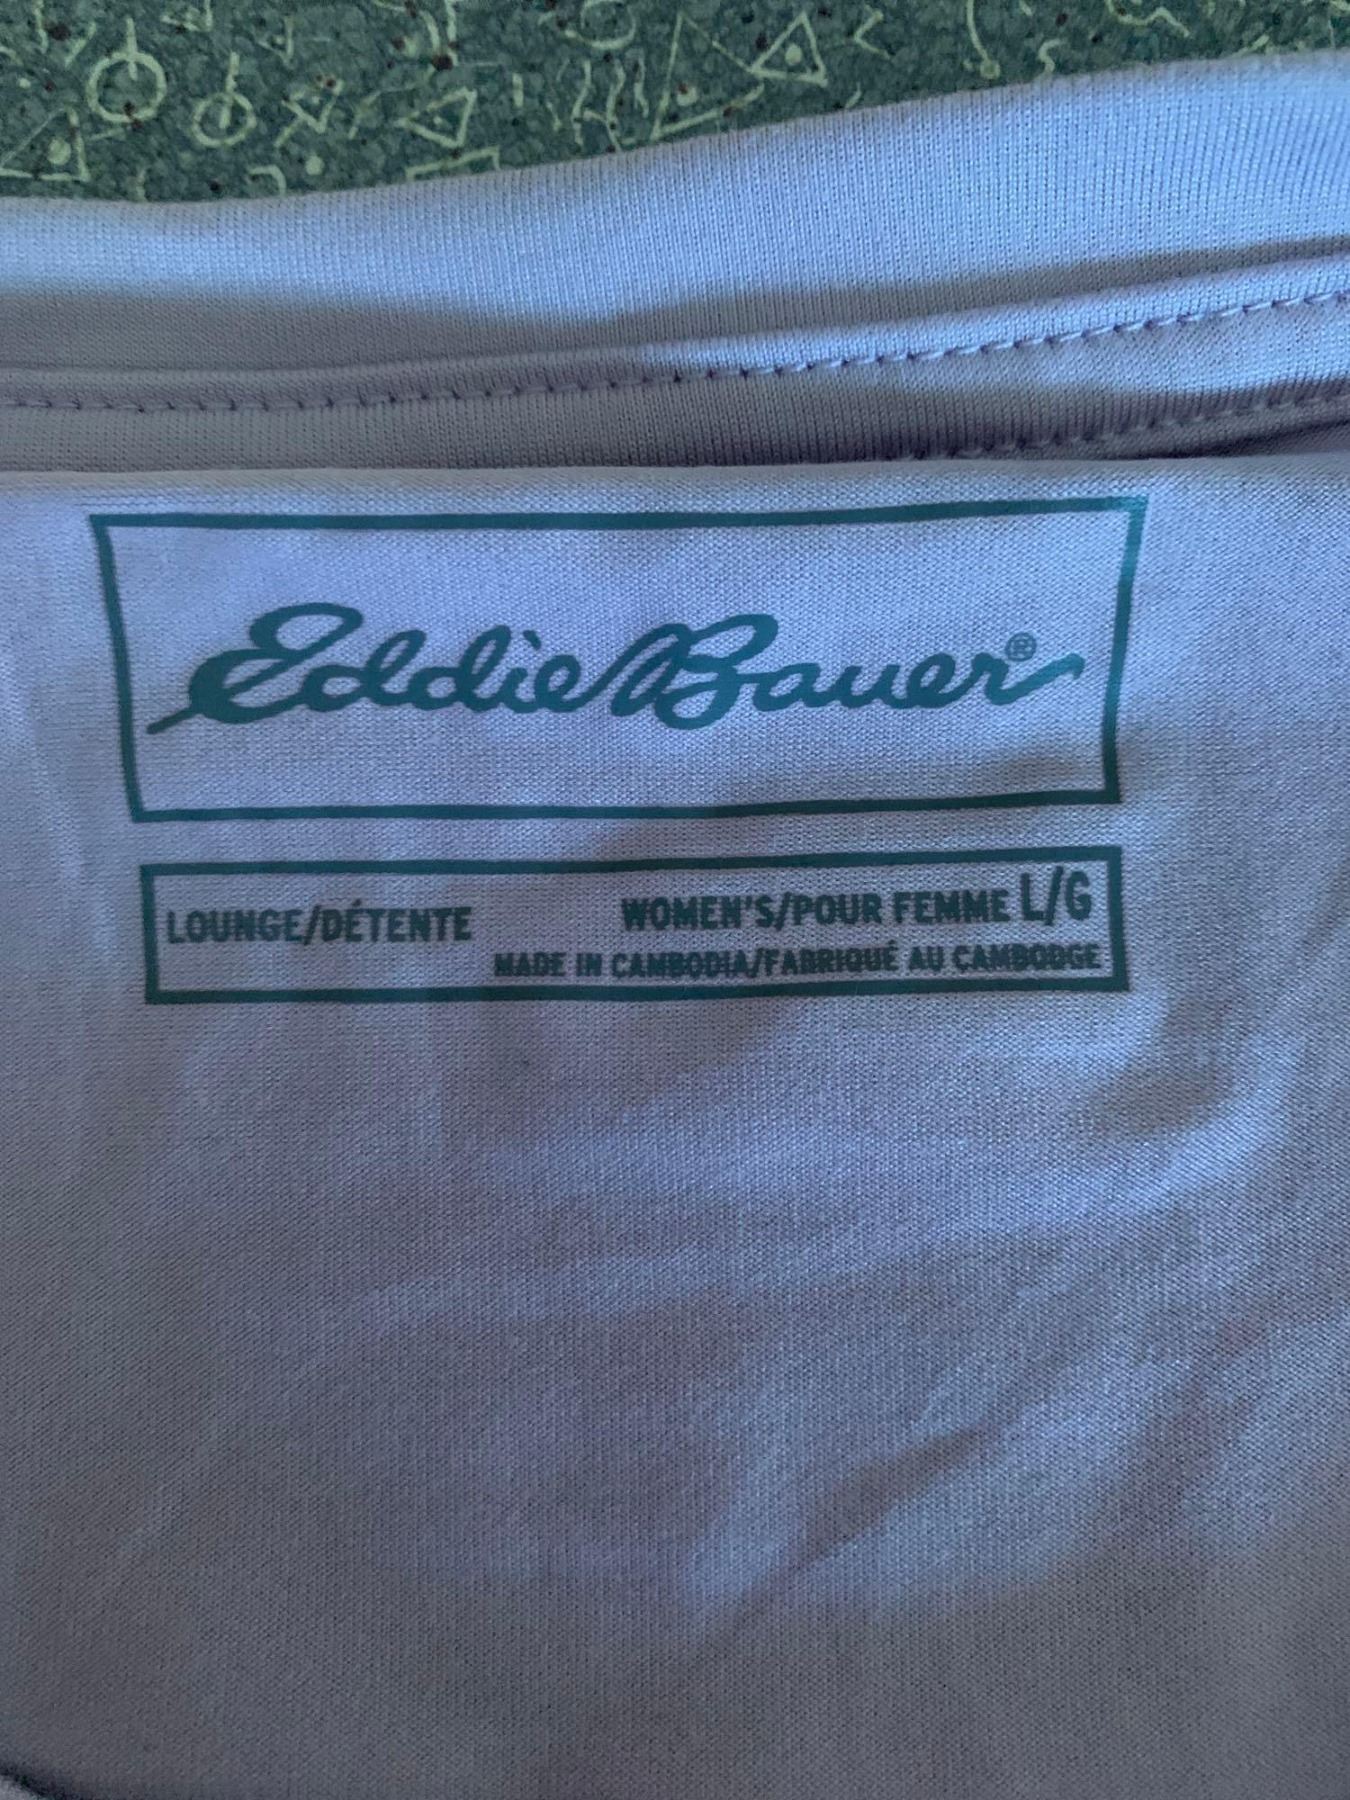 Eddie Bauer®
LOUNGE/DÉTENTE
WOMEN'S/POUR FEMME L/G
MADE IN CAMBODIA/FABRIQUÉ AU CAMBODGE